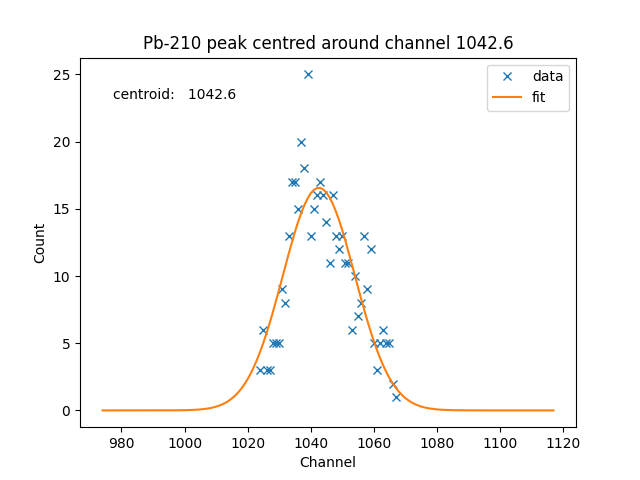 Pb-210 peak centred around channel 1042.6
centroid:   1042.6
data
fit
25
20
15
10
5
0
Count
980 1000 1020 1040 1060 1080 1100 1120
Channel